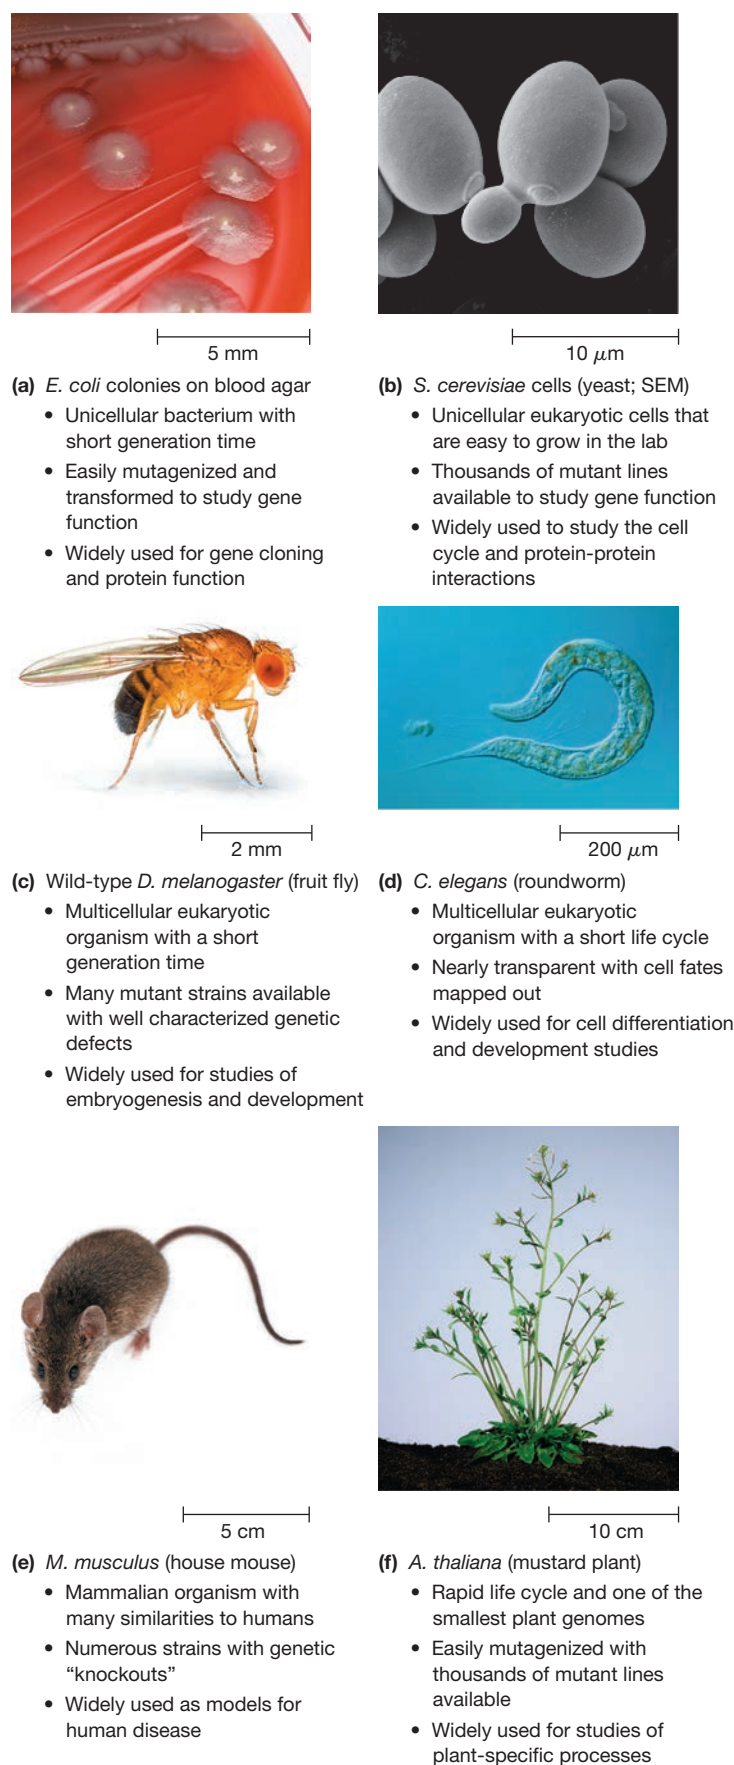 5 mm
(a) E. coli colonies on blood agar
• Unicellular bacterium with
short generation time
• Easily mutagenized and
transformed to study gene
function
• Widely used for gene cloning
and protein function
10 μm
(b) S. cerevisiae cells (yeast; SEM)
• Unicellular eukaryotic cells that
are easy to grow in the lab
• Thousands of mutant lines
available to study gene function
• Widely used to study the cell
cycle and protein-protein
interactions
2 mm
(c) Wild-type D. melanogaster (fruit fly)
• Multicellular eukaryotic
organism with a short
generation time
• Many mutant strains available
with well characterized genetic
defects
• Widely used for studies of
embryogenesis and development
200 μm
(d) C. elegans (roundworm)
• Multicellular eukaryotic
organism with a short life cycle
• Nearly transparent with cell fates
mapped out
• Widely used for cell differentiation
and development studies
5 cm
(e) M. musculus (house mouse)
• Mammalian organism with
many similarities to humans
• Numerous strains with genetic
“knockouts”
• Widely used as models for
human disease
10 cm
(f) A. thaliana (mustard plant)
• Rapid life cycle and one of the
smallest plant genomes
• Easily mutagenized with
thousands of mutant lines
available
• Widely used for studies of
plant-specific processes